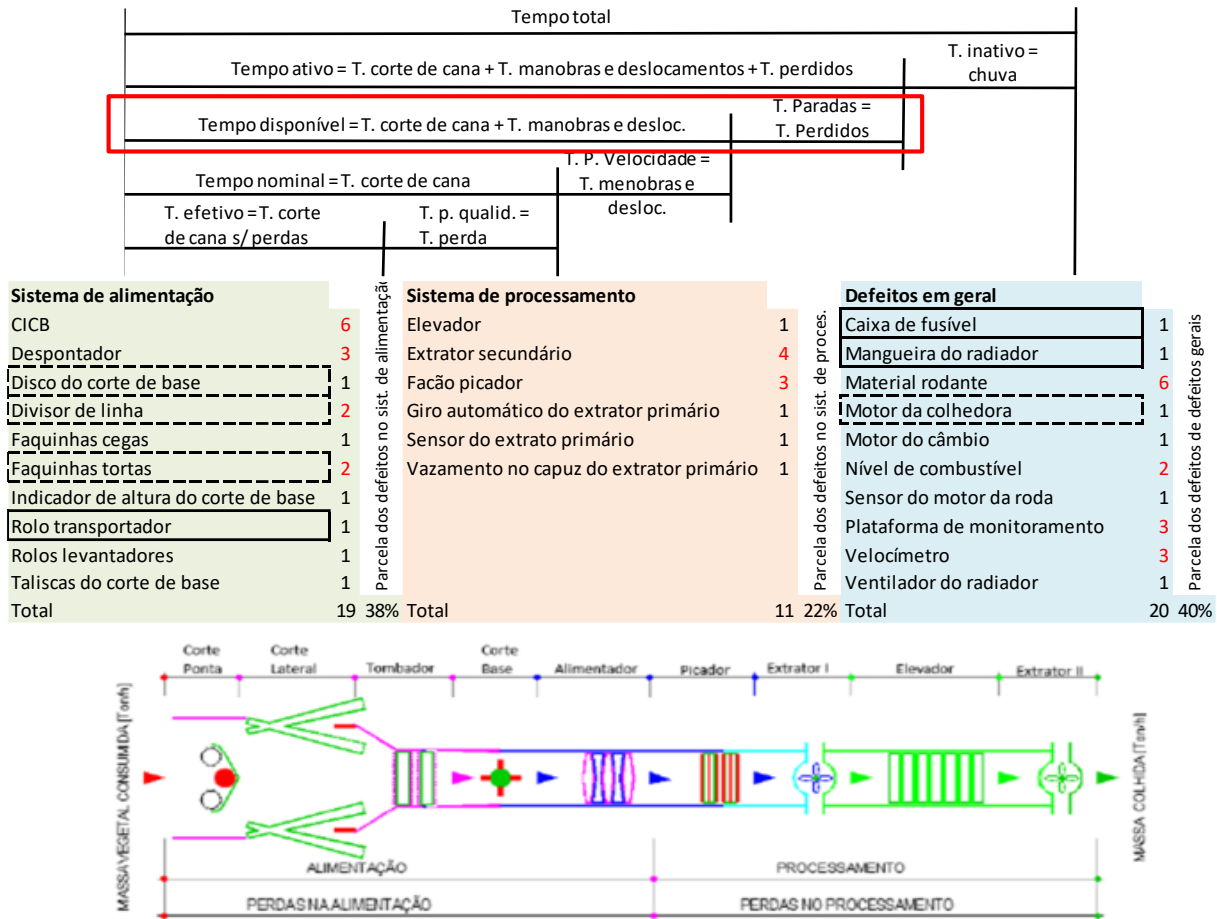 Tempo total
Tempo ativo = T. corte de cana + T. manobras e deslocamentos + T. perdidos
T. inativo =
chuva
Tempo disponível = T. corte de cana + T. manobras e desloc.
T. Paradas =
T. Perdidos
Tempo nominal = T. corte de cana
T. P. Velocidade =
T. menobras e
desloc.
T. efetivo = T. corte
de cana s/ perdas
T. p. qualid. =
T. perda
Sistema de alimentação
CICB 6
Despontador 3
Disco do corte de base 1
Divisor de linha 2
Faquinhas cegas 1
Faquinhas tortas 2
Indicador de altura do corte de base 1
Rolo transportador 1
Rolos levantadores 1
Taliscas do corte de base 1
Total 19 38%
Parcela dos defeitos no sist. de alimentação
Sistema de processamento
Elevador 1
Extrator secundário 4
Facão picador 3
Giro automático do extrator primário 1
Sensor do extrato primário 1
Vazamento no capuz do extrator primário 1
Total 11 22%
Parcela dos defeitos no sist. de proces.
Defeitos em geral
Caixa de fusível 1
Mangueira do radiador 1
Material rodante 6
Motor da colhedora 1
Motor do câmbio 1
Nível de combustível 2
Sensor do motor da roda 1
Plataforma de monitoramento 3
Velocímetro 3
Ventilador do radiador 1
Total 20 40%
Parcela dos defeitos de defeitos gerais
Corte
Ponta
Corte
Lateral
Tombador
Corte
Base
Alimentador
Picador
Extrator I
Elevador
Extrator II
MASSA VEGETAL CONSUMIDA [Ton/h]
MASSA COLHIDA [Ton/h]
ALIMENTAÇÃO
PROCESSAMENTO
PERDAS NA ALIMENTAÇÃO
PERDAS NO PROCESSAMENTO